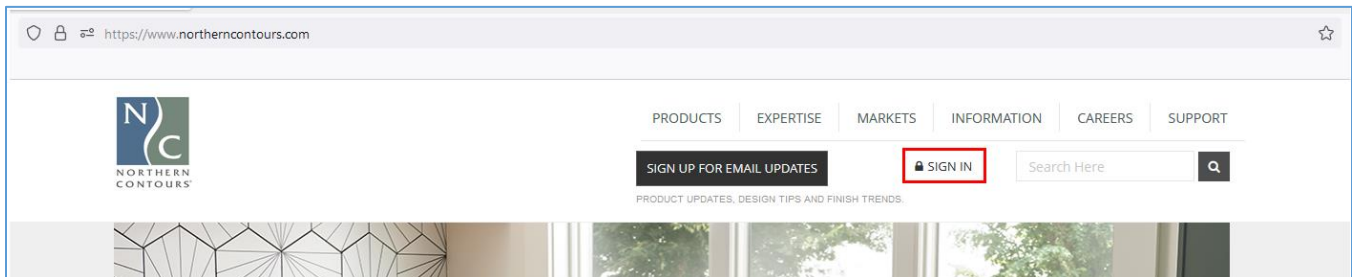 https://www.northerncontours.com
N
C
NORTHERN
CONTOURS®
PRODUCTS EXPERTISE MARKETS INFORMATION CAREERS SUPPORT
SIGN UP FOR EMAIL UPDATES SIGN IN Search Here
PRODUCT UPDATES, DESIGN TIPS AND FINISH TRENDS.